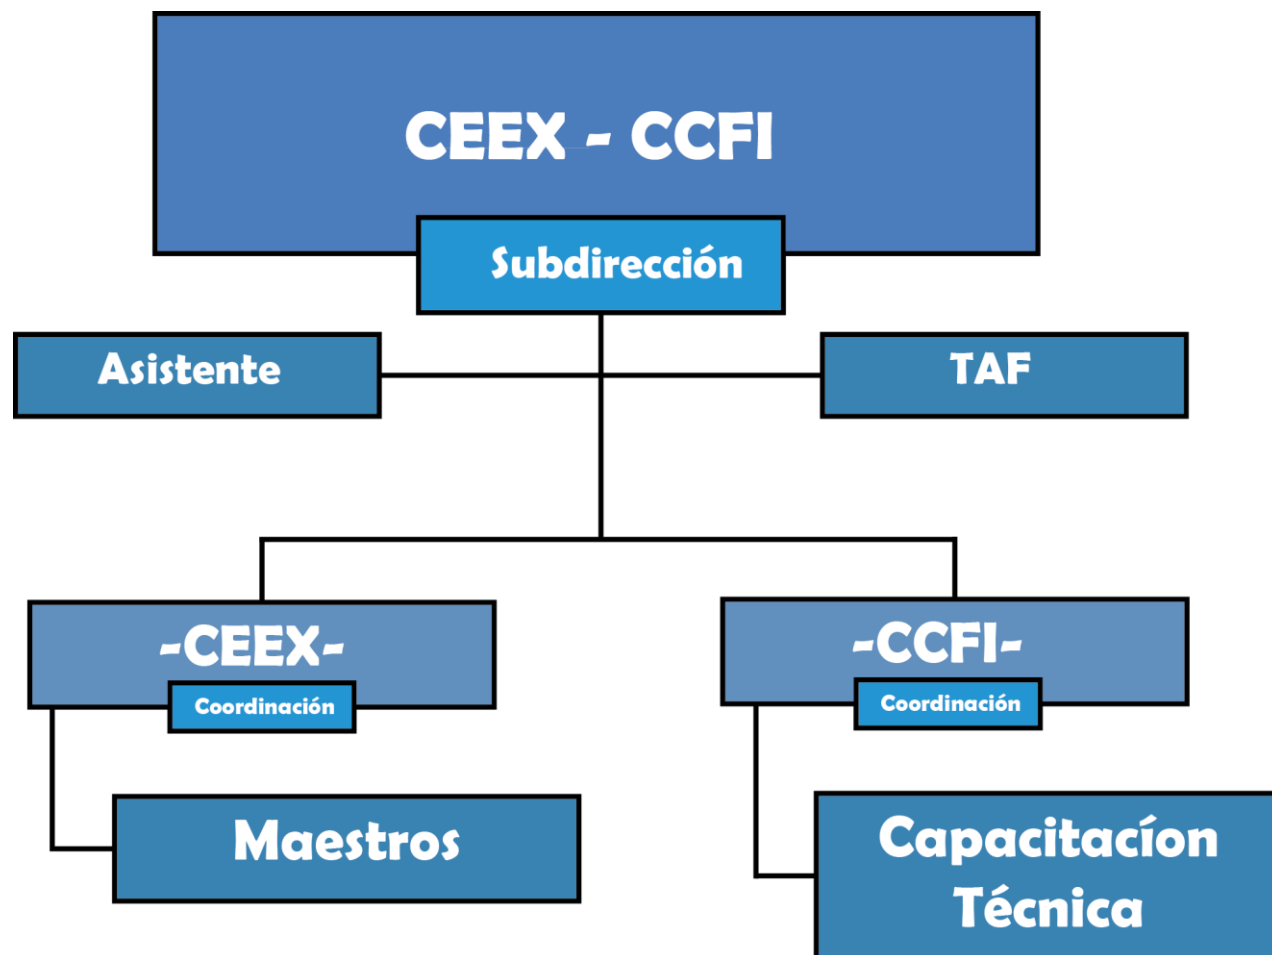 CEEX - CCFI
Subdirección
Asistente
TAF
-CEEX-
Coordinación
-CCFI-
Coordinación
Maestros
Capacitacíon
Técnica